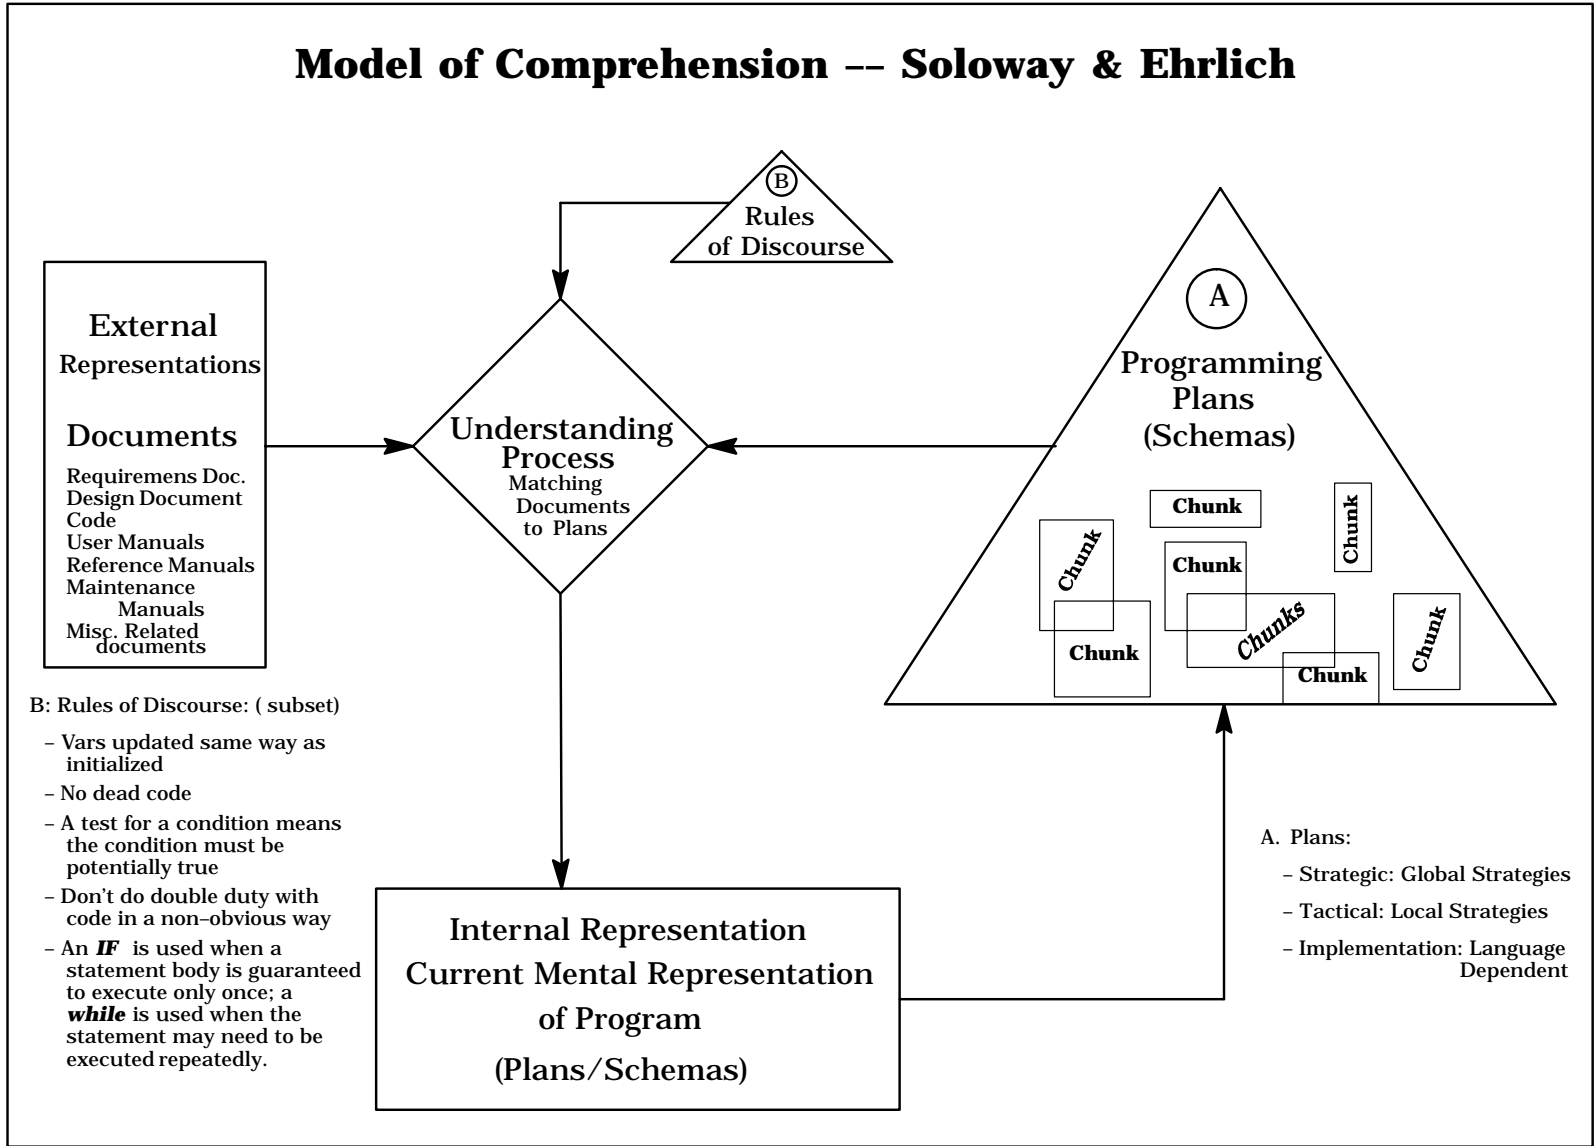 Model of Comprehension -- Soloway & Ehrlich
B
Rules
of Discourse
External
Representations
Documents
Requiremens Doc.
Design Document
Code
User Manuals
Reference Manuals
Maintenance
Manuals
Misc. Related
documents
Understanding
Process
Matching
Documents
to Plans
A
Programming
Plans
(Schemas)
Chunk
Chunk
Chunk
Chunk
Chunk
Chunks
Chunk
Chunk
B: Rules of Discourse: ( subset)
– Vars updated same way as
initialized
– No dead code
– A test for a condition means
the condition must be
potentially true
– Don't do double duty with
code in a non–obvious way
– An IF is used when a
statement body is guaranteed
to execute only once; a
while is used when the
statement may need to be
executed repeatedly.
Internal Representation
Current Mental Representation
of Program
(Plans/Schemas)
A. Plans:
– Strategic: Global Strategies
– Tactical: Local Strategies
– Implementation: Language
Dependent